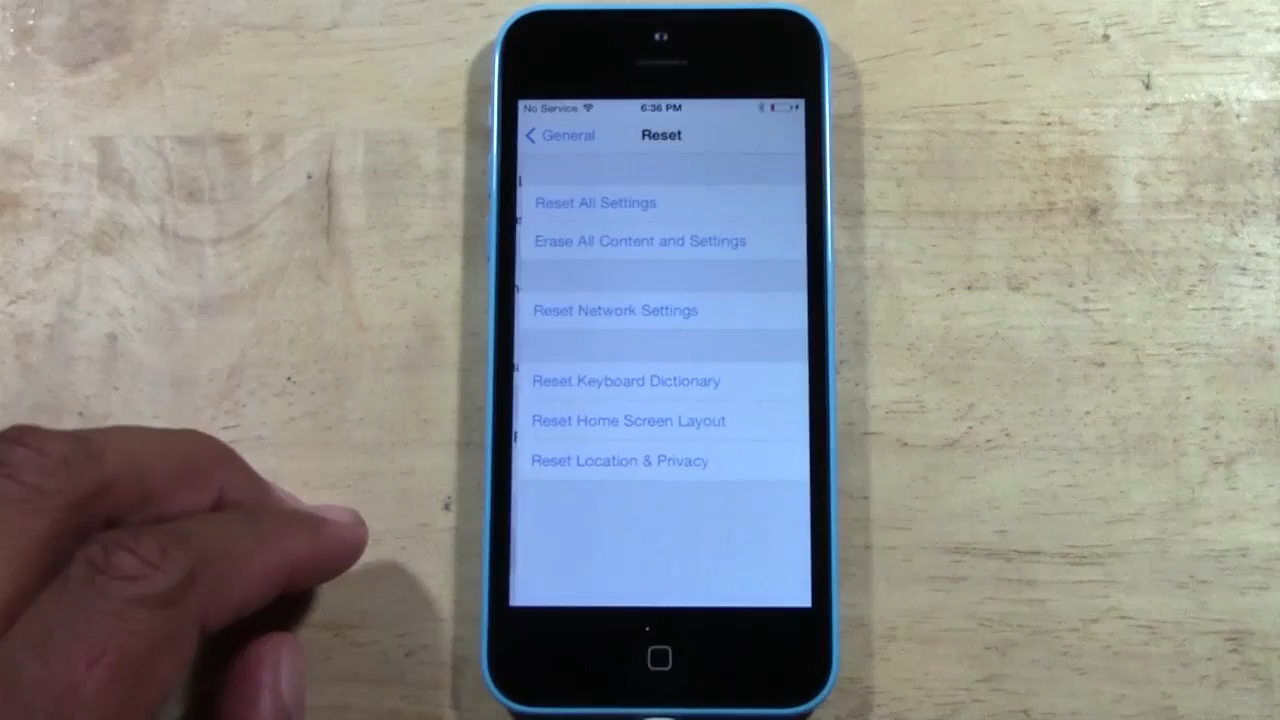 No Service 6:36 PM
General Reset
Reset All Settings
Erase All Content and Settings
Reset Network Settings
Reset Keyboard Dictionary
Reset Home Screen Layout
Reset Location & Privacy